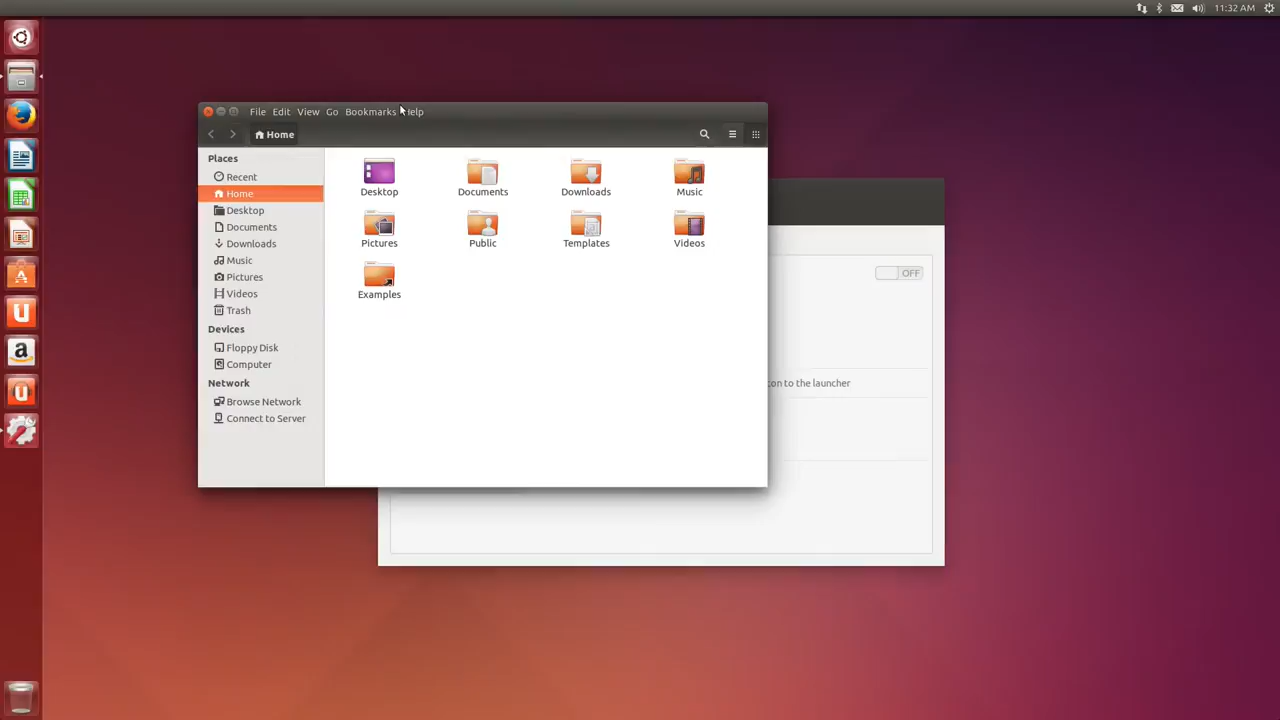 11:32 AM
File Edit View Go Bookmarks Help
Home
Places
Recent
Home
Desktop
Documents
Downloads
Music
Pictures
Videos
Trash
Devices
Floppy Disk
Computer
Network
Browse Network
Connect to Server
Desktop Documents Downloads Music
Pictures Public Templates Videos
Examples
OFF
con to the launcher